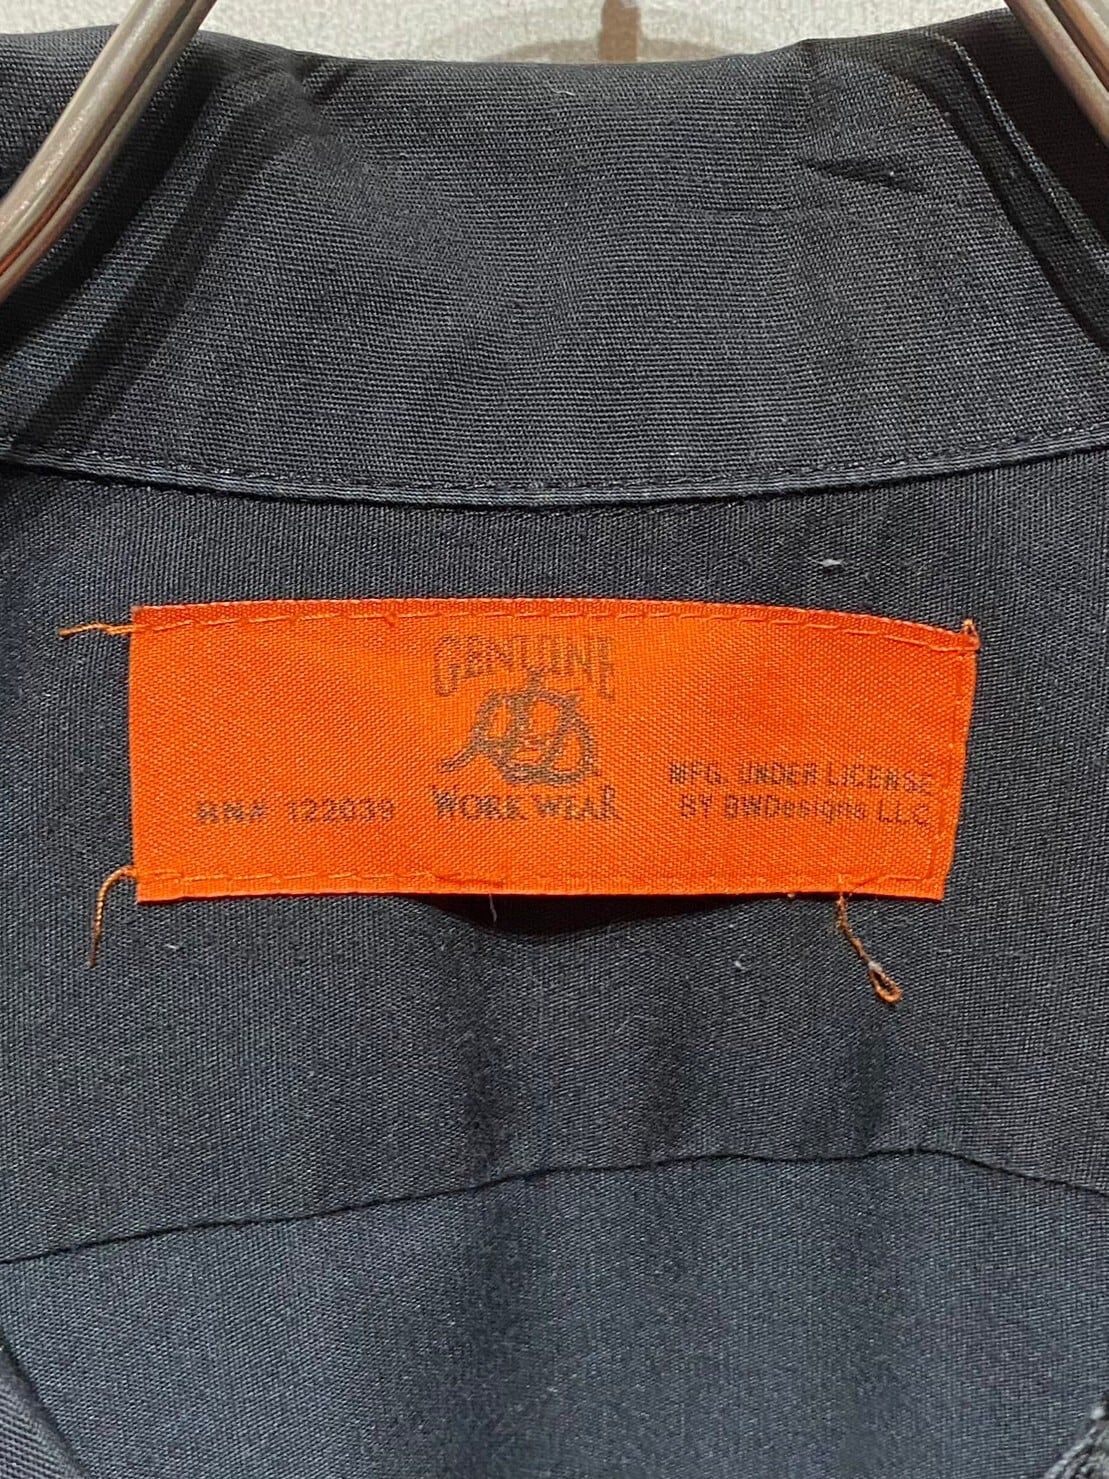 GENUINE
WORK WEAR
RN# 122039
MFG. UNDER LICENSE
BY BWDesigns LLC